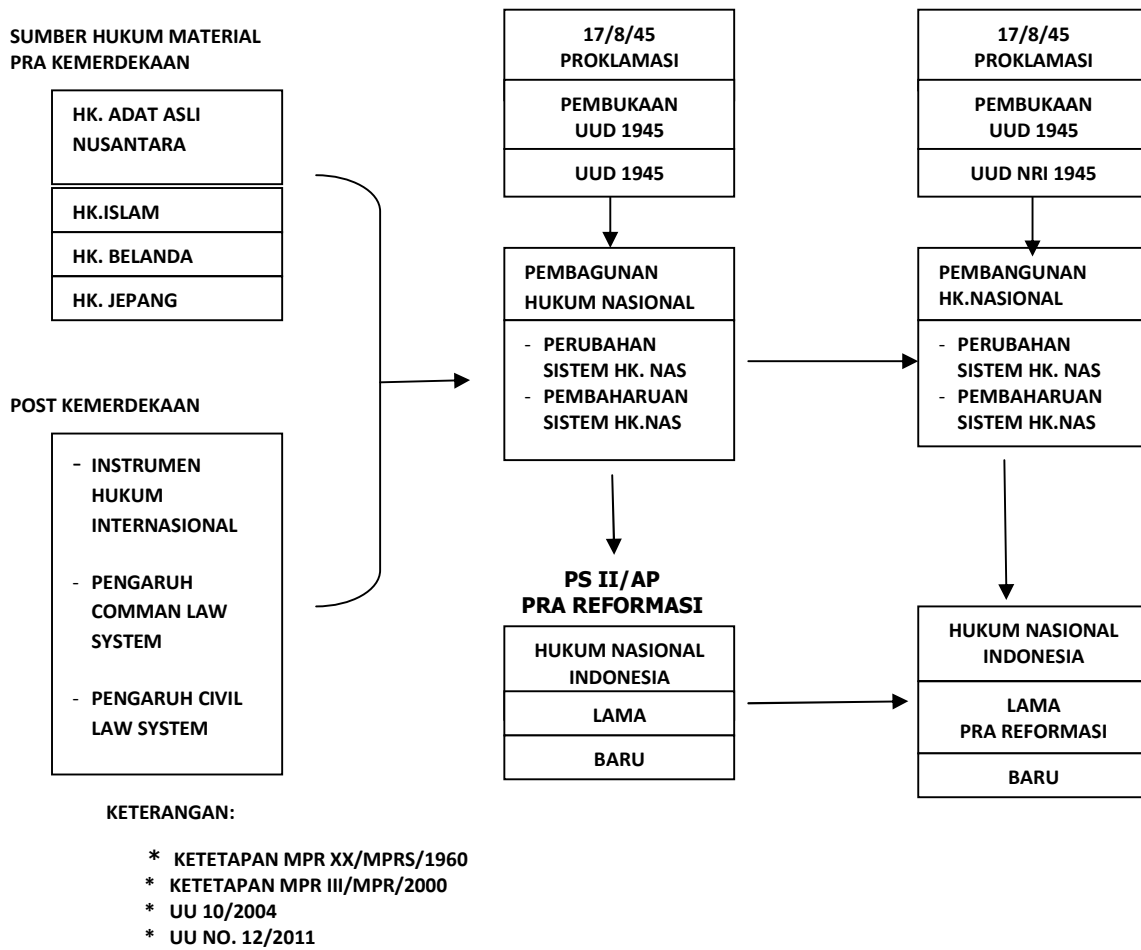 SUMBER HUKUM MATERIAL
PRA KEMERDEKAAN
HK. ADAT ASLI
NUSANTARA
HK.ISLAM
HK. BELANDA
HK. JEPANG
POST KEMERDEKAAN
- INSTRUMEN
HUKUM
INTERNASIONAL
- PENGARUH
COMMAN LAW
SYSTEM
- PENGARUH CIVIL
LAW SYSTEM
17/8/45
PROKLAMASI
PEMBUKAAN
UUD 1945
UUD 1945
PEMBAGUNAN
HUKUM NASIONAL
- PERUBAHAN
SISTEM HK. NAS
- PEMBAHARUAN
SISTEM HK.NAS
PS II/AP
PRA REFORMASI
HUKUM NASIONAL
INDONESIA
LAMA
BARU
17/8/45
PROKLAMASI
PEMBUKAAN
UUD 1945
UUD NRI 1945
PEMBANGUNAN
HK.NASIONAL
- PERUBAHAN
SISTEM HK. NAS
- PEMBAHARUAN
SISTEM HK.NAS
HUKUM NASIONAL
INDONESIA
LAMA
PRA REFORMASI
BARU
KETERANGAN:
* KETETAPAN MPR XX/MPRS/1960
* KETETAPAN MPR III/MPR/2000
* UU 10/2004
* UU NO. 12/2011